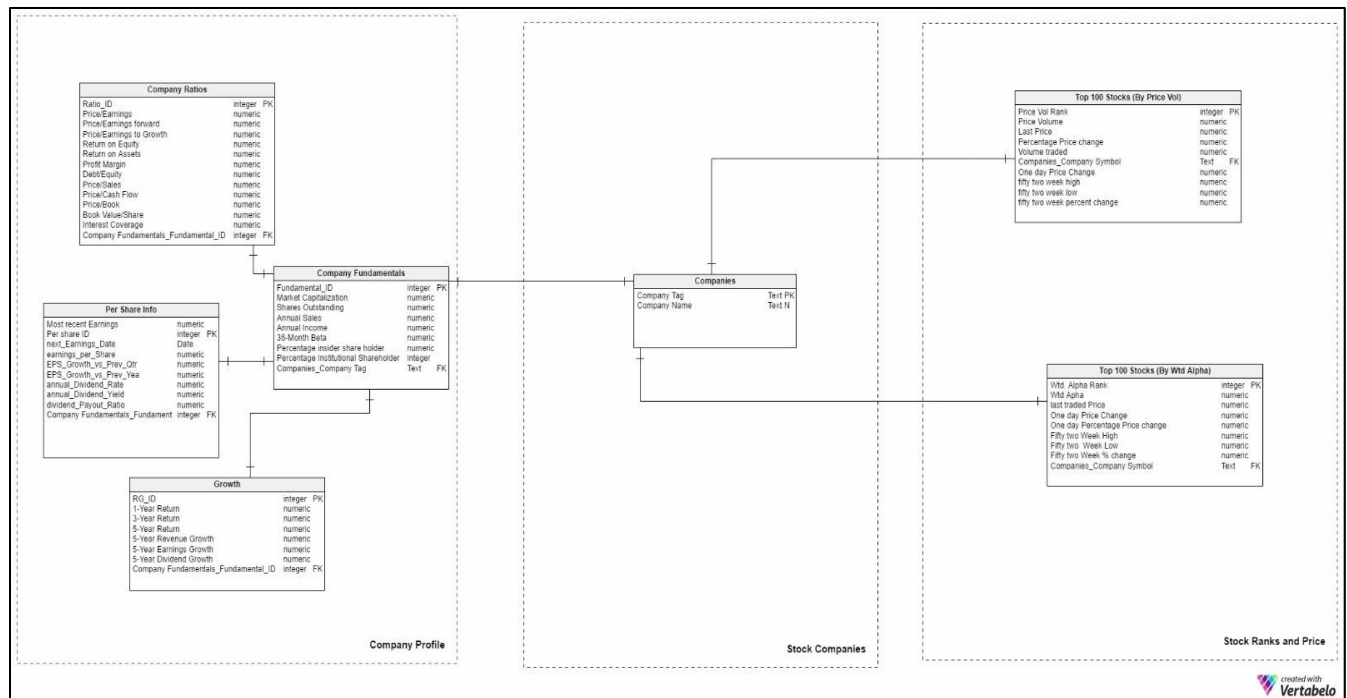 Company Ratios
Ratio_ID integer PK
Price/Earnings numeric
Price/Earnings forward numeric
Price/Earnings to Growth numeric
Return on Equity numeric
Return on Assets numeric
Profit Margin numeric
Debt/Equity numeric
Price/Sales numeric
Price/Cash Flow numeric
Price/Book numeric
Book Value/Share numeric
Interest Coverage numeric
Company Fundamentals_Fundamental_ID integer FK
Company Fundamentals
Fundamental_ID integer PK
Market Capitalization numeric
Shares Outstanding numeric
Annual Sales numeric
Annual Income numeric
36-Month Beta numeric
Percentage insider share holder numeric
Percentage Institutional Shareholder integer
Companies_Company Tag Text FK
Per Share Info
Most recent Earnings numeric
Per share ID integer PK
next_Earnings_Date Date
earnings_per_Share numeric
EPS_Growth_vs_Prev_Qtr numeric
EPS_Growth_vs_Prev_Yea numeric
annual_Dividend_Rate numeric
annual_Dividend_Yield numeric
dividend_Payout_Ratio numeric
Company Fundamentals_Fundament integer FK
Growth
RG_ID integer PK
1-Year Return numeric
3-Year Return numeric
5-Year Return numeric
5-Year Revenue Growth numeric
5-Year Earnings Growth numeric
5-Year Dividend Growth numeric
Company Fundamentals_Fundamental_ID integer FK
Company Profile
Companies
Company Tag Text PK
Company Name Text N
Stock Companies
Top 100 Stocks (By Price Vol)
Price Vol Rank integer PK
Price Volume numeric
Last Price numeric
Percentage Price change numeric
Volume traded numeric
Companies_Company Symbol Text FK
One day Price Change numeric
fifty two week high numeric
fifty two week low numeric
fifty two week percent change numeric
Top 100 Stocks (By Wtd Alpha)
Wtd. Alpha Rank integer PK
Wtd Apha numeric
last traded Price numeric
One day Price Change numeric
One day Percentage Price change numeric
Fifty two Week High numeric
Fifty two Week Low numeric
Fifty two Week % change numeric
Companies_Company Symbol Text FK
Stock Ranks and Price
created with
Vertabelo